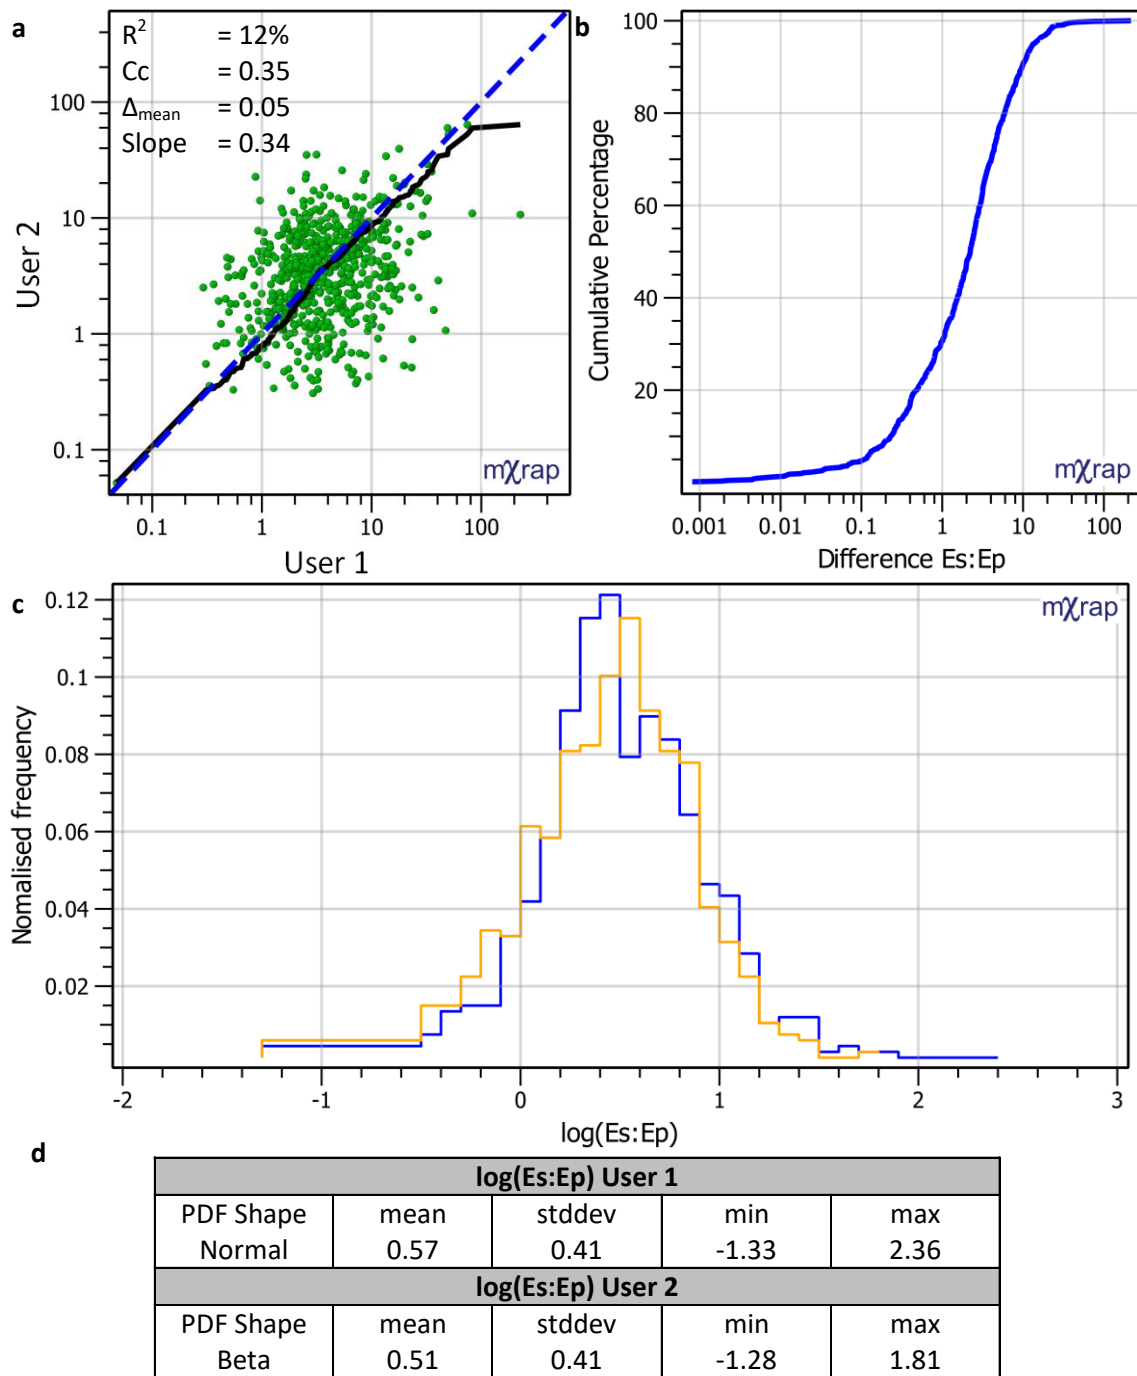 a
R² = 12%
Cc = 0.35
Δmean = 0.05
Slope = 0.34
User 2
100
10
1
0.1
0.1 1 10 100
User 1
mχrap
b
Cumulative Percentage
100
80
60
40
20
0.001 0.01 0.1 1 10 100
Difference Es:Ep
mχrap
c
Nomalised frequency
0.12
0.1
0.08
0.06
0.04
0.02
-2 -1 0 1 2 3
log(Es:Ep)
mχrap
d
log(Es:Ep) User 1
PDF Shape mean stddev min max
Normal 0.57 0.41 -1.33 2.36
log(Es:Ep) User 2
PDF Shape mean stddev min max
Beta 0.51 0.41 -1.28 1.81